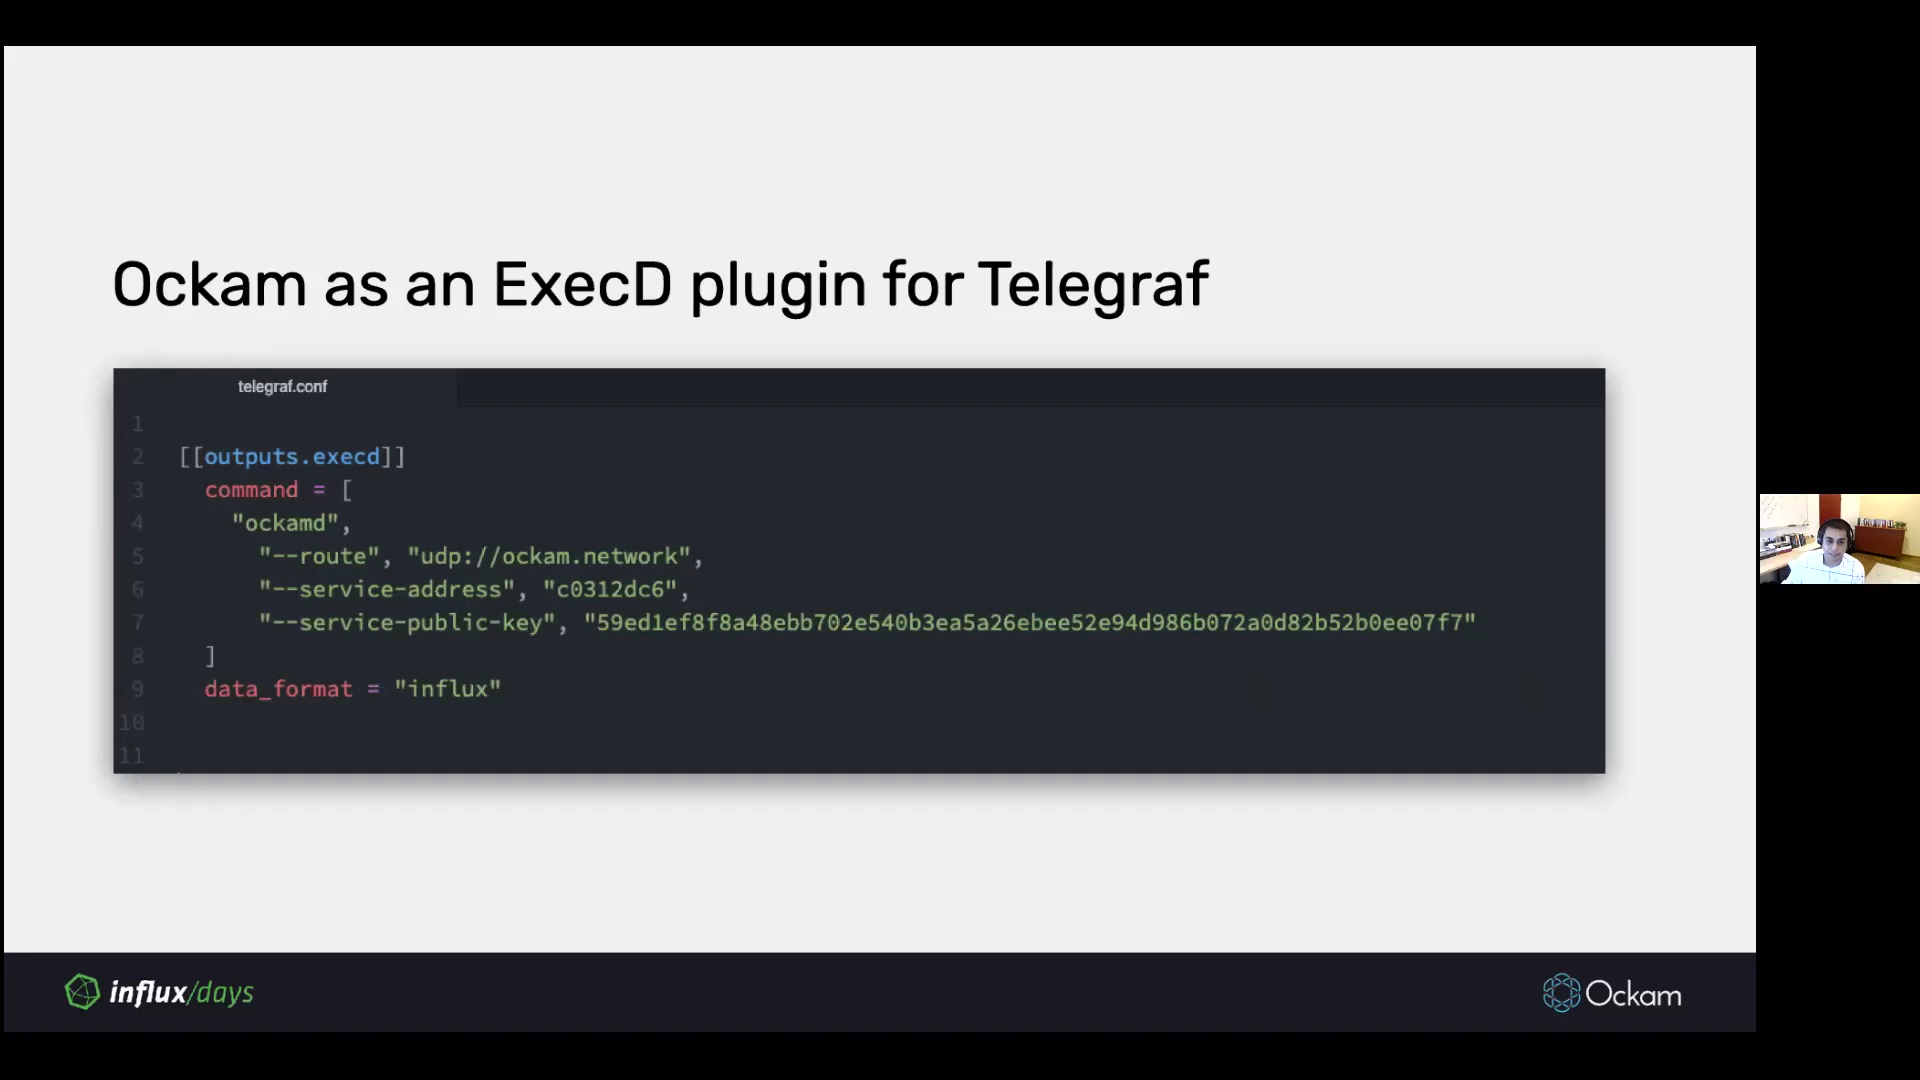 Ockam as an ExecD plugin for Telegraf
telegraf.conf
1
2 [[outputs.execd]]
3 command = [
4 "ockamd",
5 "--route", "udp://ockam.network",
6 "--service-address", "c0312dc6",
7 "--service-public-key", "59ed1ef8f8a48ebb702e540b3ea5a26ebee52e94d986b072a0d82b52b0ee07f7"
8 ]
9 data_format = "influx"
10
11
influx/days
Ockam